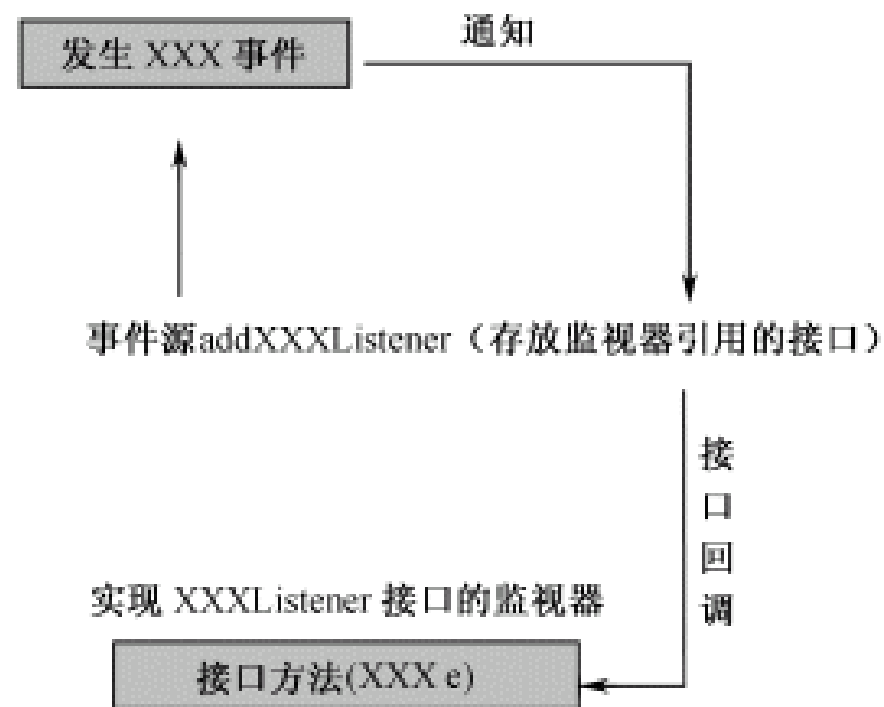 发生 XXX 事件
通知
事件源addXXXListener（存放监视器引用的接口）
接口回调
实现 XXXListener 接口的监视器
接口方法(XXX e)